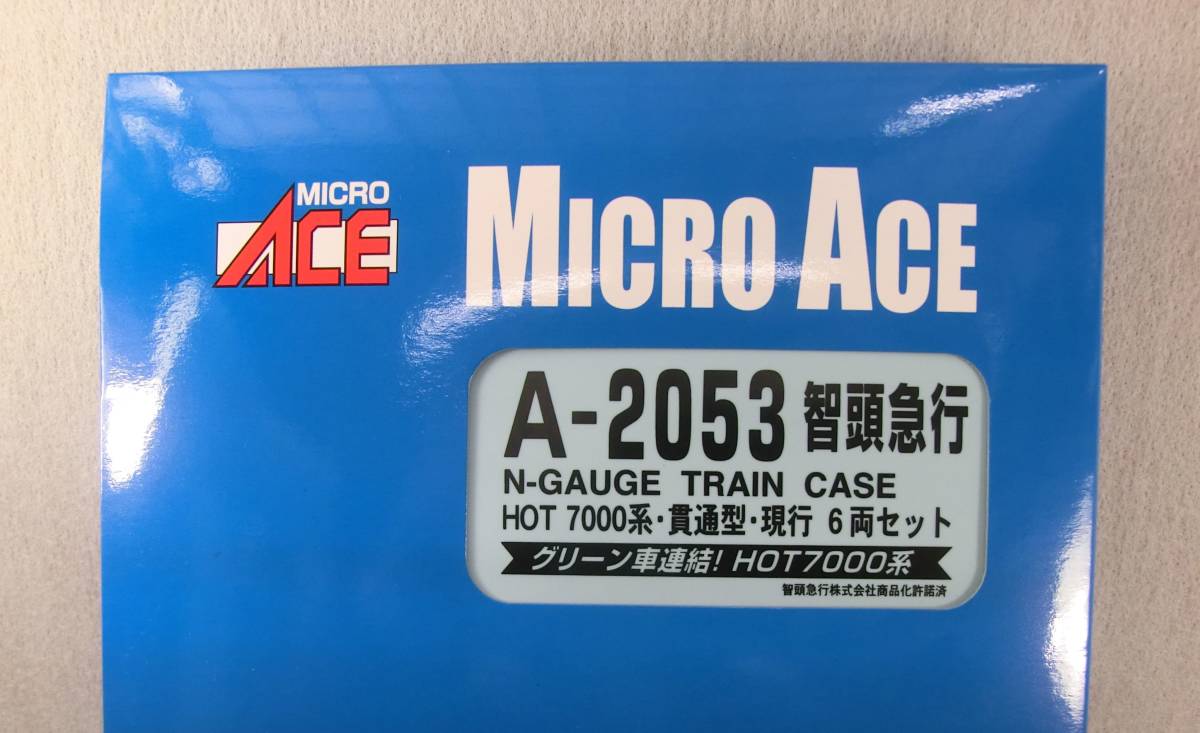 MICRO
ACE
MICRO ACE
A-2053 智頭急行
N-GAUGE TRAIN CASE
HOT 7000系・貫通型・現行 6両セット
グリーン車連結! HOT7000系
智頭急行株式会社商品化許諾済